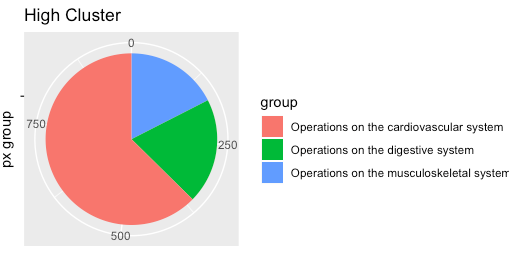 High Cluster
0
250
500
750
px group
group
Operations on the cardiovascular system
Operations on the digestive system
Operations on the musculoskeletal system